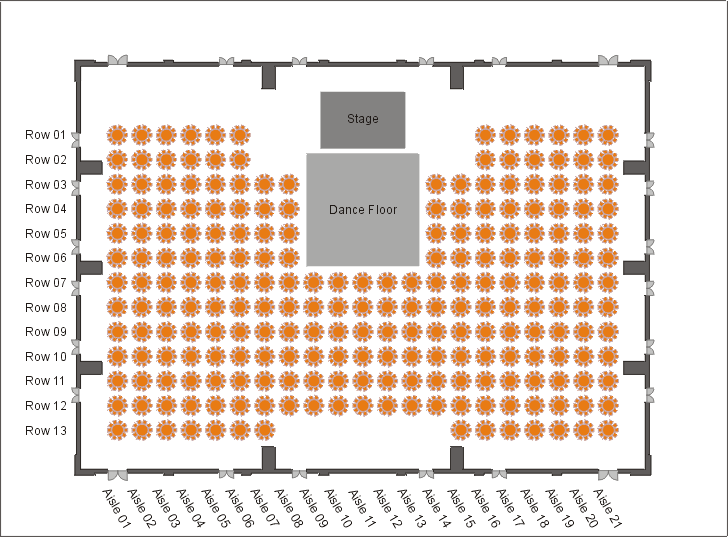 Stage
Row 01
Row 02
Row 03
Dance Floor
Row 04
Row 05
Row 06
Row 07
Row 08
Row 09
Row 10
Row 11
Row 12
Row 13
Aisle 01
Aisle 02
Aisle 03
Aisle 04
Aisle 05
Aisle 06
Aisle 07
Aisle 08
Aisle 09
Aisle 10
Aisle 11
Aisle 12
Aisle 13
Aisle 14
Aisle 15
Aisle 16
Aisle 17
Aisle 18
Aisle 19
Aisle 20
Aisle 21